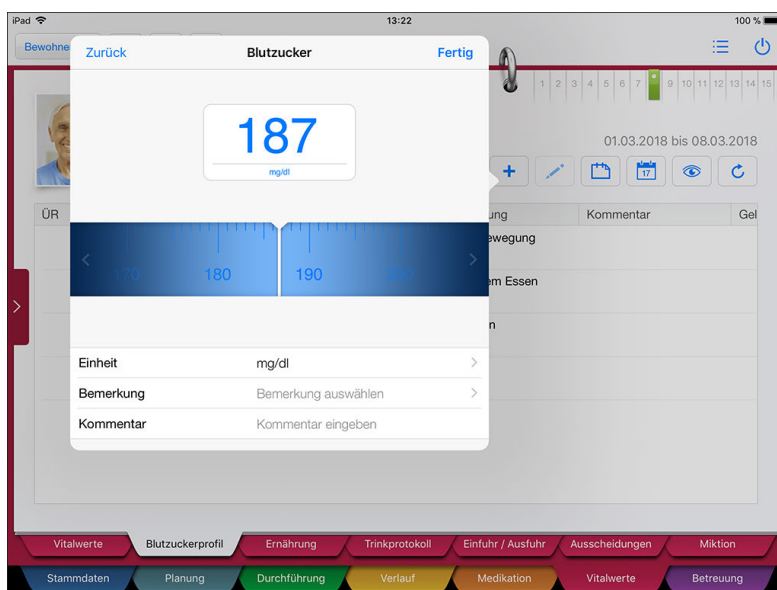 iPad 13:22 100 %
Bewohne
Zurück Blutzucker Fertig
1 2 3 4 5 6 7 9 10 11 12 13 14 15
187
mg/dl
01.03.2018 bis 08.03.2018
17
ÜR ung Kommentar Gel
ewegung
170 180 190 200
em Essen
n
Einheit mg/dl
Bemerkung Bemerkung auswählen
Kommentar Kommentar eingeben
Vitalwerte Blutzuckerprofil Ernährung Trinkprotokoll Einfuhr / Ausfuhr Ausscheidungen Miktion
Stammdaten Planung Durchführung Verlauf Medikation Vitalwerte Betreuung